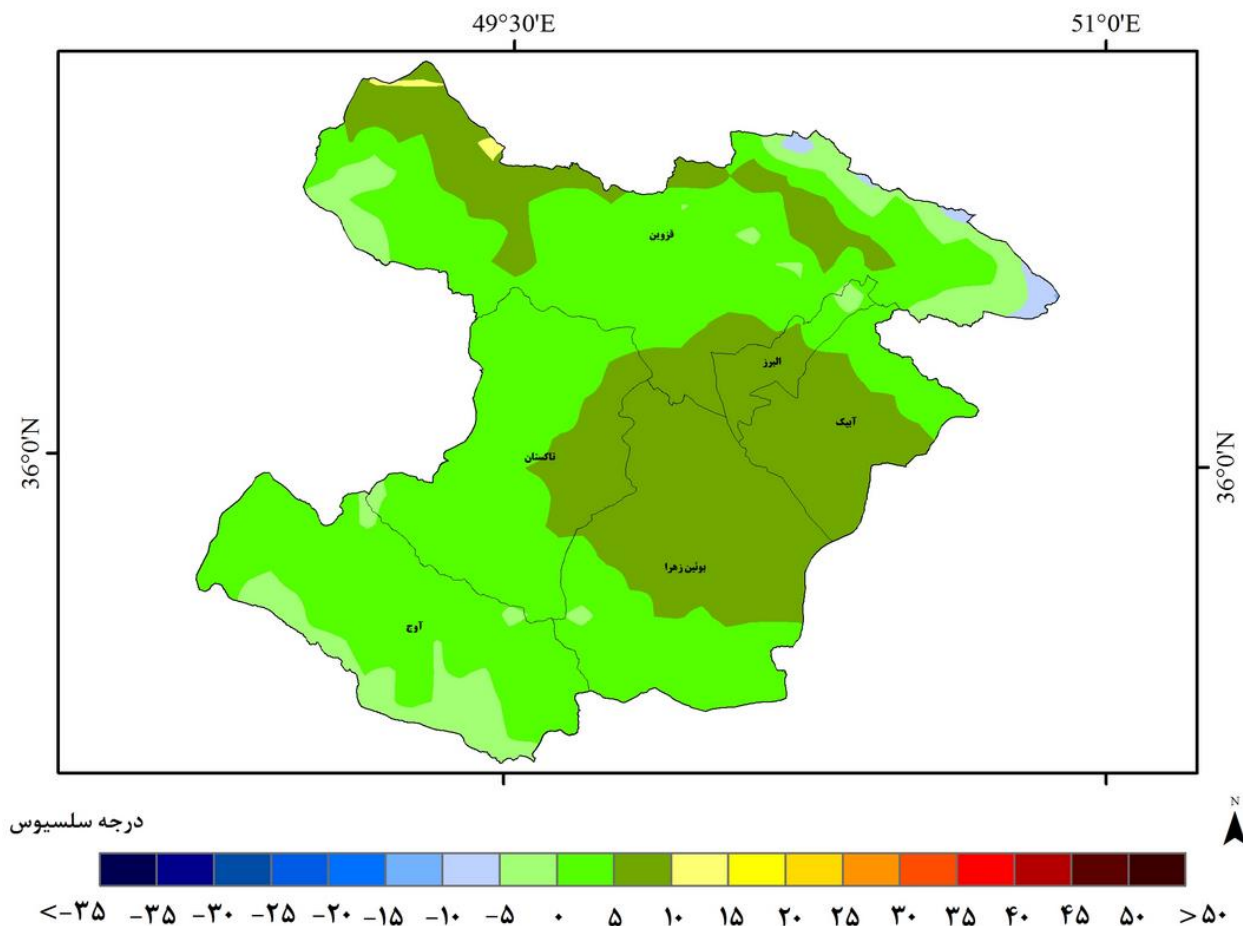 49°30'E 51°0'E
36°0'N 36°0'N
قزوین
البرز
آبیک
تاکستان
بوئین زهرا
آوج
درجه سلسیوس
N
<-۳۵ -۳۵ -۳۰ -۲۵ -۲۰ -۱۵ -۱۰ -۵ ۰ ۵ ۱۰ ۱۵ ۲۰ ۲۵ ۳۰ ۳۵ ۴۰ ۴۵ ۵۰ >۵۰